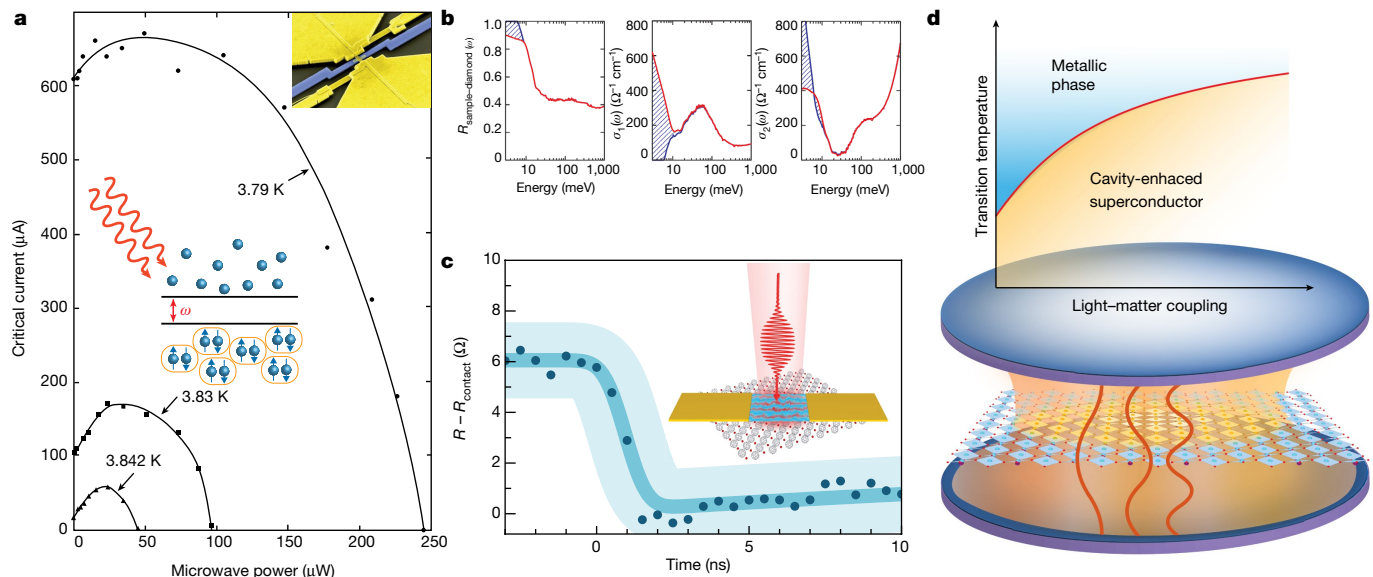 a
Critical current (μA)
600
500
400
300
200
100
0
0
50
100
150
200
250
Microwave power (μW)
3.79 K
3.83 K
3.842 K
ω
b
R sample-diamond (ω)
1.0
0.8
0.6
0.4
0.2
0
10
100
1,000
Energy (meV)
σ1(ω) (Ω−1 cm−1)
800
600
400
200
0
10
100
1,000
Energy (meV)
σ2(ω) (Ω−1 cm−1)
800
600
400
200
0
10
100
1,000
Energy (meV)
c
R − Rcontact (Ω)
10
8
6
4
2
0
0
5
10
Time (ns)
d
Transition temperature
Metallic
phase
Cavity-enhaced
superconductor
Light–matter coupling